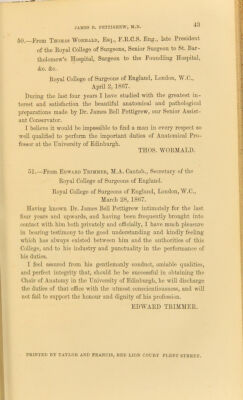 JAMES B. PETTIGREW, M.D. 43
50.—From Thomas Wormald, Esq., F.R.C.S. Eng., late President
of the Royal College of Surgeons, Senior Surgeon to St. Bar-
tholomew's Hospital, Surgeon to the Foundling Hospital,
&c. &c.
Royal College of Surgeons of England, London, W.C.,
April 2, 1867.
During the last four years I have studied with the greatest in-
terest and satisfaction the beautiful anatomical and pathological
preparations made by Dr. James Bell Pettigrew, our Senior Assist-
ant Conservator.
I believe it would be impossible to find a man in every respect so
well qualified to perform the important duties of Anatomical Pro-
fessor at the University of Edinburgh.
THOS. WORMALD.
51.—From Edward Trimmer, M.A. Cantab., Secretary of the
Royal College of Surgeons of England.
Royal College of Surgeons of England, London, W.C.,
March 28, 1867.
Having known Dr. James Bell Pettigrew intimately for the last
four years and upwards, and having been frequently brought into
contact with him both privately and officially, I have much pleasure
in bearing testimony to the good understanding and kindly feeling
which has always existed between him and the authorities of this
College, and to his industry and punctuality in the performance of
his duties.
I feel assured from his gentlemanly conduct, amiable qualities,
and perfect integrity that, should he be successful in obtaining the
Chair of Anatomy in the University of Edinburgh, he will discharge
the duties of that office with the utmost conscientiousness, and will
not fail to support the honour and dignity of his profession.
EDWARD TRIMMER.
PRINTED BY TAYLOR AND FRANCIS, RED LION COURT FLEET STREET.